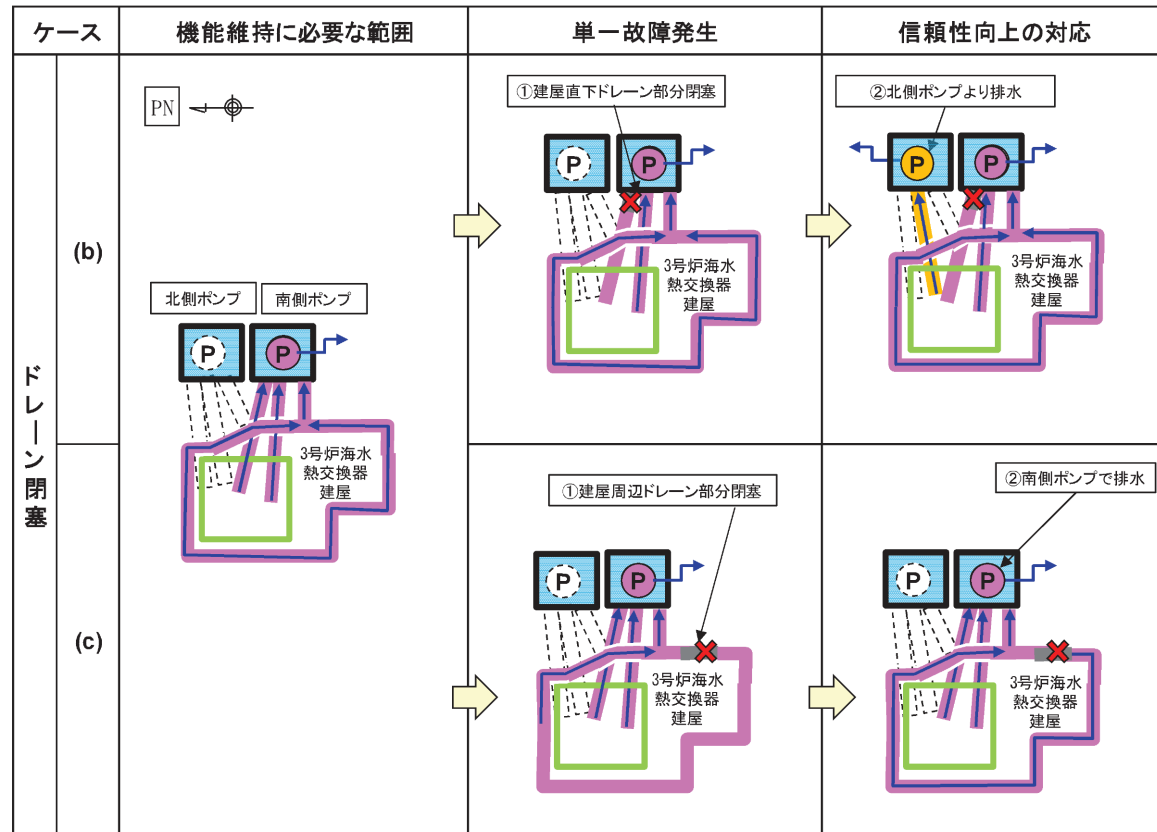 ケース
機能維持に必要な範囲
単一故障発生
信頼性向上の対応
ドレーン閉塞
(b)
PN
北側ポンプ
南側ポンプ
P
P
3号炉海水
熱交換器
建屋
①建屋直下ドレーン部分閉塞
P
P
3号炉海水
熱交換器
建屋
②北側ポンプより排水
P
P
3号炉海水
熱交換器
建屋
(c)
①建屋周辺ドレーン部分閉塞
P
P
3号炉海水
熱交換器
建屋
②南側ポンプで排水
P
P
3号炉海水
熱交換器
建屋